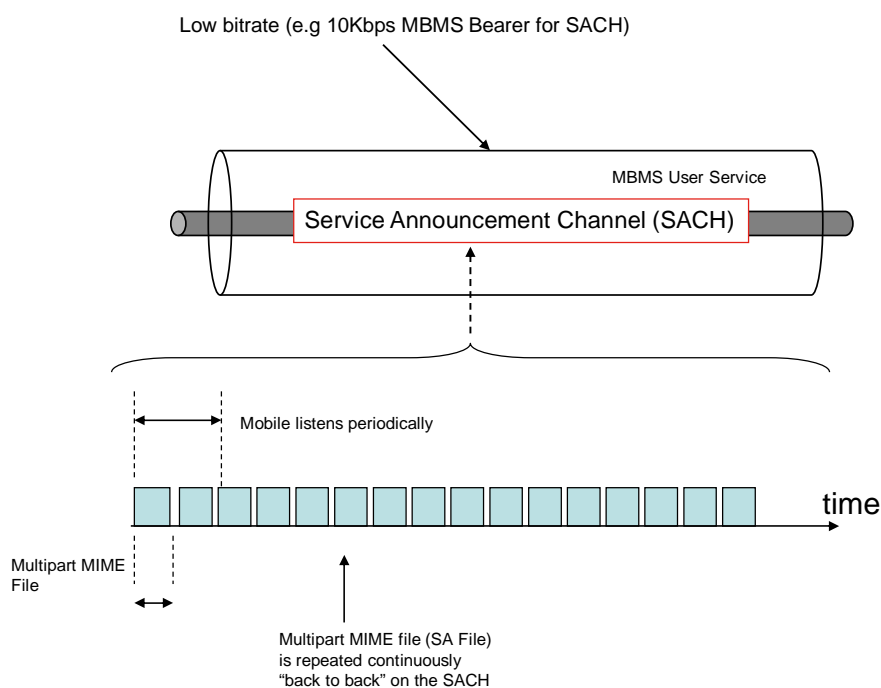 Low bitrate (e.g 10Kbps MBMS Bearer for SACH)
MBMS User Service
Service Announcement Channel (SACH)
Mobile listens periodically
time
Multipart MIME
File
Multipart MIME file (SA File)
is repeated continuously
“back to back” on the SACH